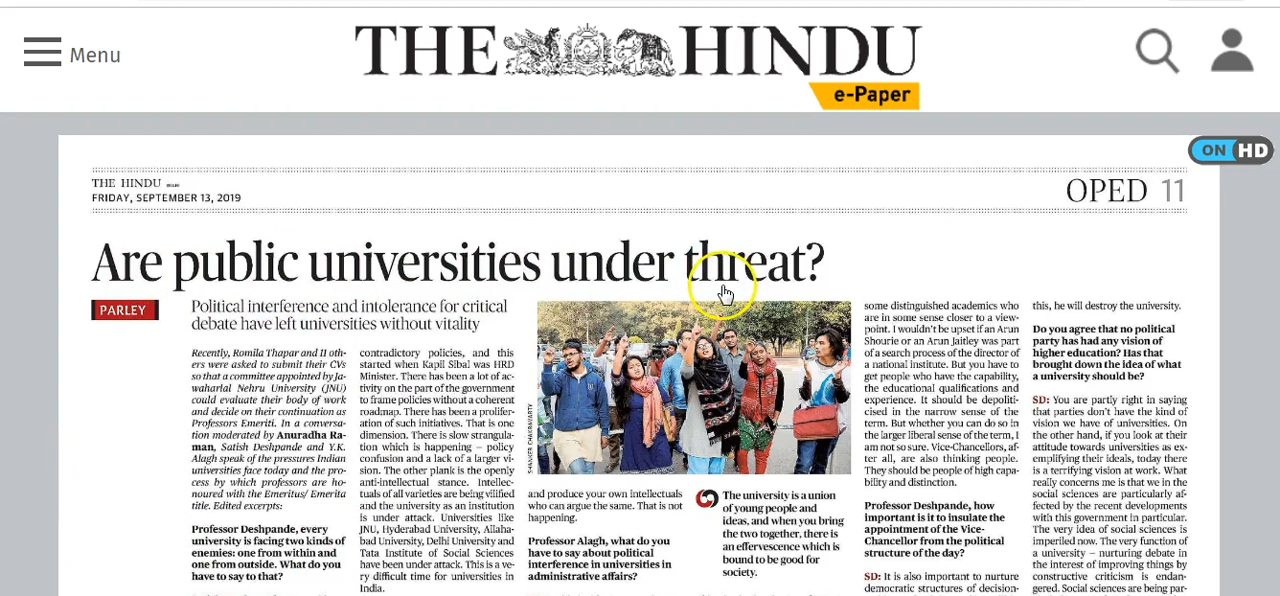 Menu
THE HINDU
e-Paper
ON HD
THE HINDU
FRIDAY, SEPTEMBER 13, 2019
OPED 11
Are public universities under threat?
PARLEY
Political interference and intolerance for critical
debate have left universities without vitality
Recently, Romila Thapar and 11 oth-
ers were asked to submit their CVs
so that a committee appointed by Ja-
waharlal Nehru University (JNU)
could evaluate their body of work
and decide on their continuation as
Professors Emeriti. In a conversa-
tion moderated by Anuradha Ra-
man, Satish Deshpande and Y.K.
Alagh speak of the pressures Indian
universities face today and the pro-
cess by which professors are ho-
noured with the Emeritus/ Emerita
title. Edited excerpts:
Professor Deshpande, every
university is facing two kinds of
enemies: one from within and
one from outside. What do you
have to say to that?
contradictory policies, and this
started when Kapil Sibal was HRD
Minister. There has been a lot of ac-
tivity on the part of the government
to frame policies without a coherent
roadmap. There has been a prolifer-
ation of such initiatives. That is one
dimension. There is slow strangula-
tion which is happening – policy
confusion and a lack of a larger vi-
sion. The other plank is the openly
anti-intellectual stance. Intellec-
tuals of all varieties are being vilified
and the university as an institution
is under attack. Universities like
JNU, Hyderabad University, Allaha-
bad University, Delhi University and
Tata Institute of Social Sciences
have been under attack. This is a ve-
ry difficult time for universities in
India.
SHANKER CHAKRAVARTY
and produce your own intellectuals
who can argue the same. That is not
happening.
Professor Alagh, what do you
have to say about political
interference in universities in
administrative affairs?
The university is a union
of young people and
ideas, and when you bring
the two together, there is
an effervescence which is
bound to be good for
society.
some distinguished academics who
are in some sense closer to a view-
point. I wouldn't be upset if an Arun
Shourie or an Arun Jaitley was part
of a search process of the director of
a national institute. But you have to
get people who have the capability,
the educational qualifications and
experience. It should be depoliti-
cised in the narrow sense of the
term. But whether you can do so in
the larger liberal sense of the term, I
am not so sure. Vice-Chancellors, af-
ter all, are also thinking people.
They should be people of high capa-
bility and distinction.
Professor Deshpande, how
important is it to insulate the
appointment of the Vice-
Chancellor from the political
structure of the day?
SD: It is also important to nurture
democratic structures of decision-
this, he will destroy the university.
Do you agree that no political
party has had any vision of
higher education? Has that
brought down the idea of what
a university should be?
SD: You are partly right in saying
that parties don't have the kind of
vision we have of universities. On
the other hand, if you look at their
attitude towards universities as ex-
emplifying their ideals, today there
is a terrifying vision at work. What
really concerns me is that we in the
social sciences are particularly af-
fected by the recent developments
with this government in particular.
The very idea of social sciences is
imperiled now. The very function of
a university – nurturing debate in
the interest of improving things by
constructive criticism is endan-
gered. Social sciences are being par-